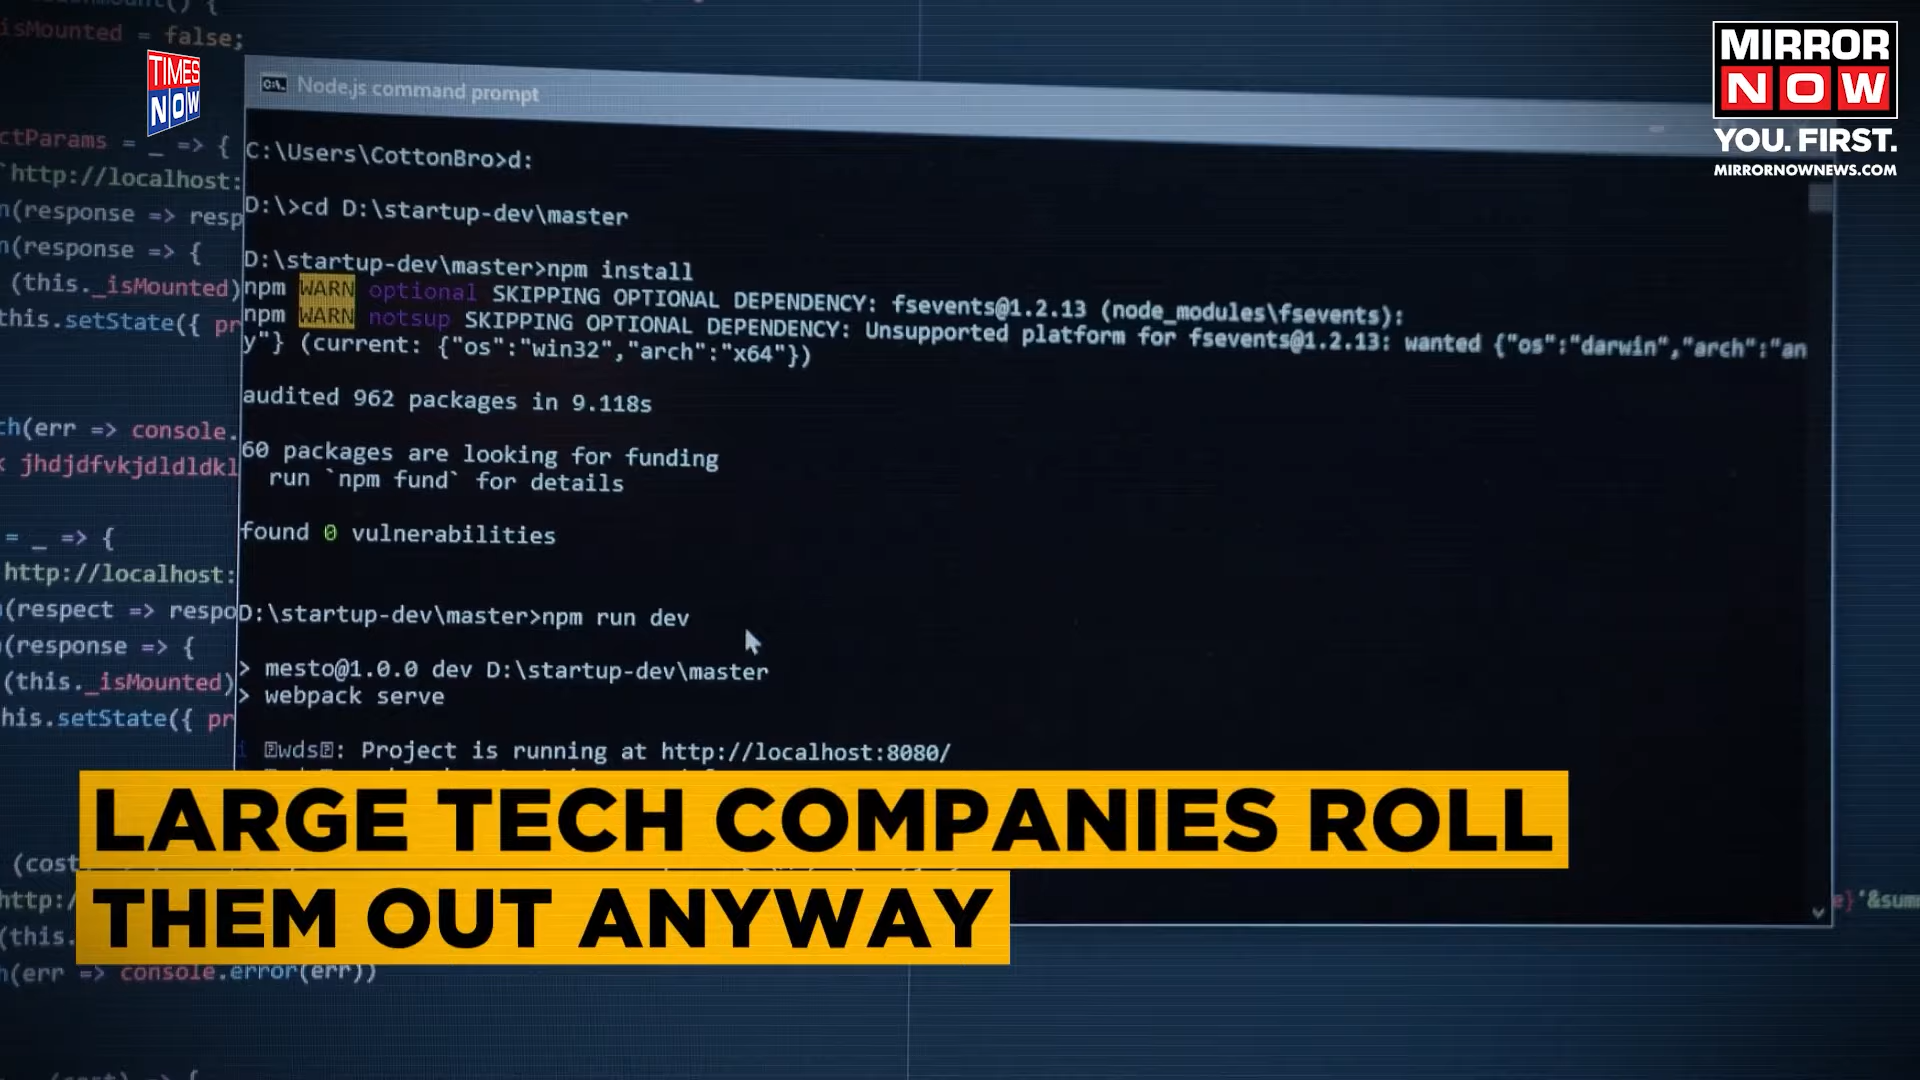 isMounted = false;
TIMES
NOW
MIRROR
NOW
YOU. FIRST.
MIRRORNOWNEWS.COM
Node.js command prompt
C:\Users\CottonBro>d:
D:\>cd D:\startup-dev\master
D:\startup-dev\master>npm install
npm WARN optional SKIPPING OPTIONAL DEPENDENCY: fsevents@1.2.13 (node_modules\fsevents):
npm WARN notsup SKIPPING OPTIONAL DEPENDENCY: Unsupported platform for fsevents@1.2.13: wanted {"os":"darwin","arch":"an
y"} (current: {"os":"win32","arch":"x64"})
audited 962 packages in 9.118s
60 packages are looking for funding
run `npm fund` for details
found 0 vulnerabilities
D:\startup-dev\master>npm run dev
> mesto@1.0.0 dev D:\startup-dev\master
> webpack serve
i wds: Project is running at http://localhost:8080/
ctParams = _ => {
`http://localhost:
n(response => resp
n(response => {
(this._isMounted)
this.setState({ pr
ch(err => console.
k jhdjdfvkjdldldkl
= _ => {
http://localhost:
(respect => respo
(response => {
(this._isMounted)
his.setState({ pr
LARGE TECH COMPANIES ROLL
THEM OUT ANYWAY
(cost
http:/
(this.
h(err => console.error(err))
e}'&summ